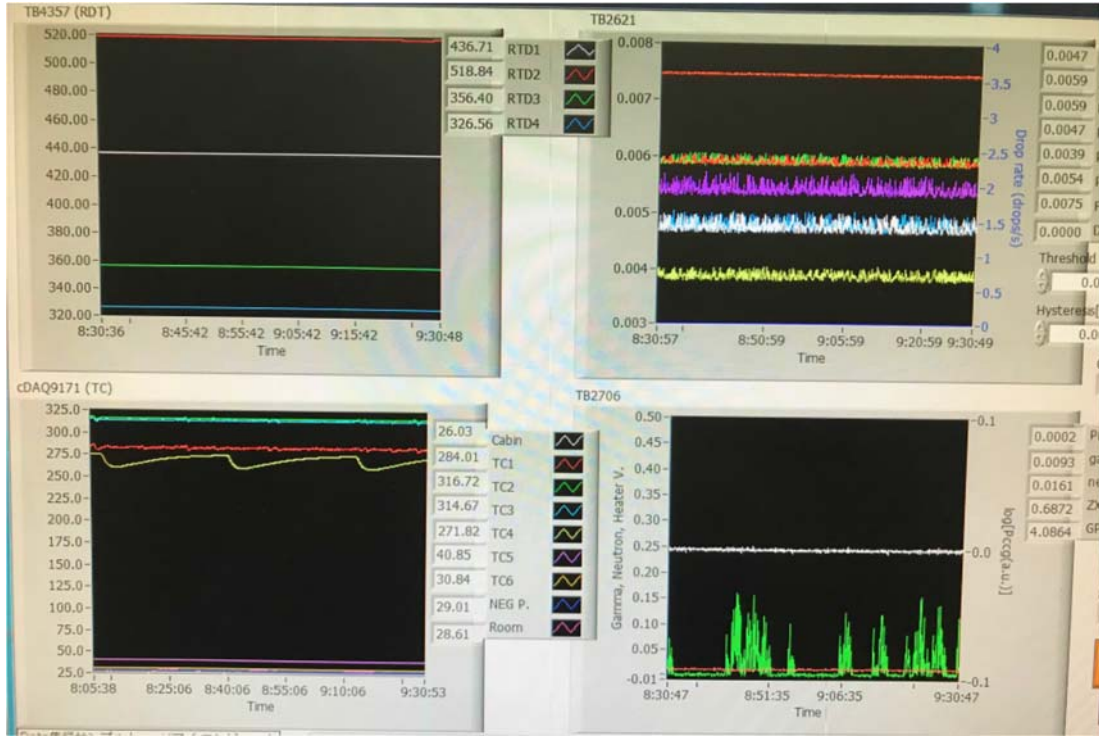 TB4357 (RDT)
520.00
500.00
480.00
460.00
440.00
420.00
400.00
380.00
360.00
340.00
320.00
8:30:36 8:45:42 8:55:42 9:05:42 9:15:42 9:30:48
Time
436.71 RTD1
518.84 RTD2
356.40 RTD3
326.56 RTD4
TB2621
0.008
0.007
0.006
0.005
0.004
0.003
4
3.5
3
2.5
2
1.5
1
0.5
0
Drop rate (drops/s)
8:30:57 8:50:59 9:05:59 9:20:59 9:30:49
Time
0.0047
0.0059
0.0059
0.0047
0.0039
0.0054
0.0075
0.0000
Threshold
0.0
Hysteresis[
0.0
cDAQ9171 (TC)
325.0
300.0
275.0
250.0
225.0
200.0
175.0
150.0
125.0
100.0
75.0
50.0
25.0
8:05:38 8:25:06 8:40:06 8:55:06 9:10:06 9:30:53
Time
26.03 Cabin
284.01 TC1
316.72 TC2
314.67 TC3
271.82 TC4
40.85 TC5
30.84 TC6
29.01 NEG P.
28.61 Room
TB2706
0.50
0.45
0.40
0.35
0.30
0.25
0.20
0.15
0.10
0.05
-0.01
Gamma, Neutron, Heater V.
0.1
0.0
-0.1
log[Pccg(a.u.)]
8:30:47 8:51:35 9:06:35 9:30:47
Time
0.0002
0.0093 ga
0.0161 ne
0.6872 ZX
4.0864 GP